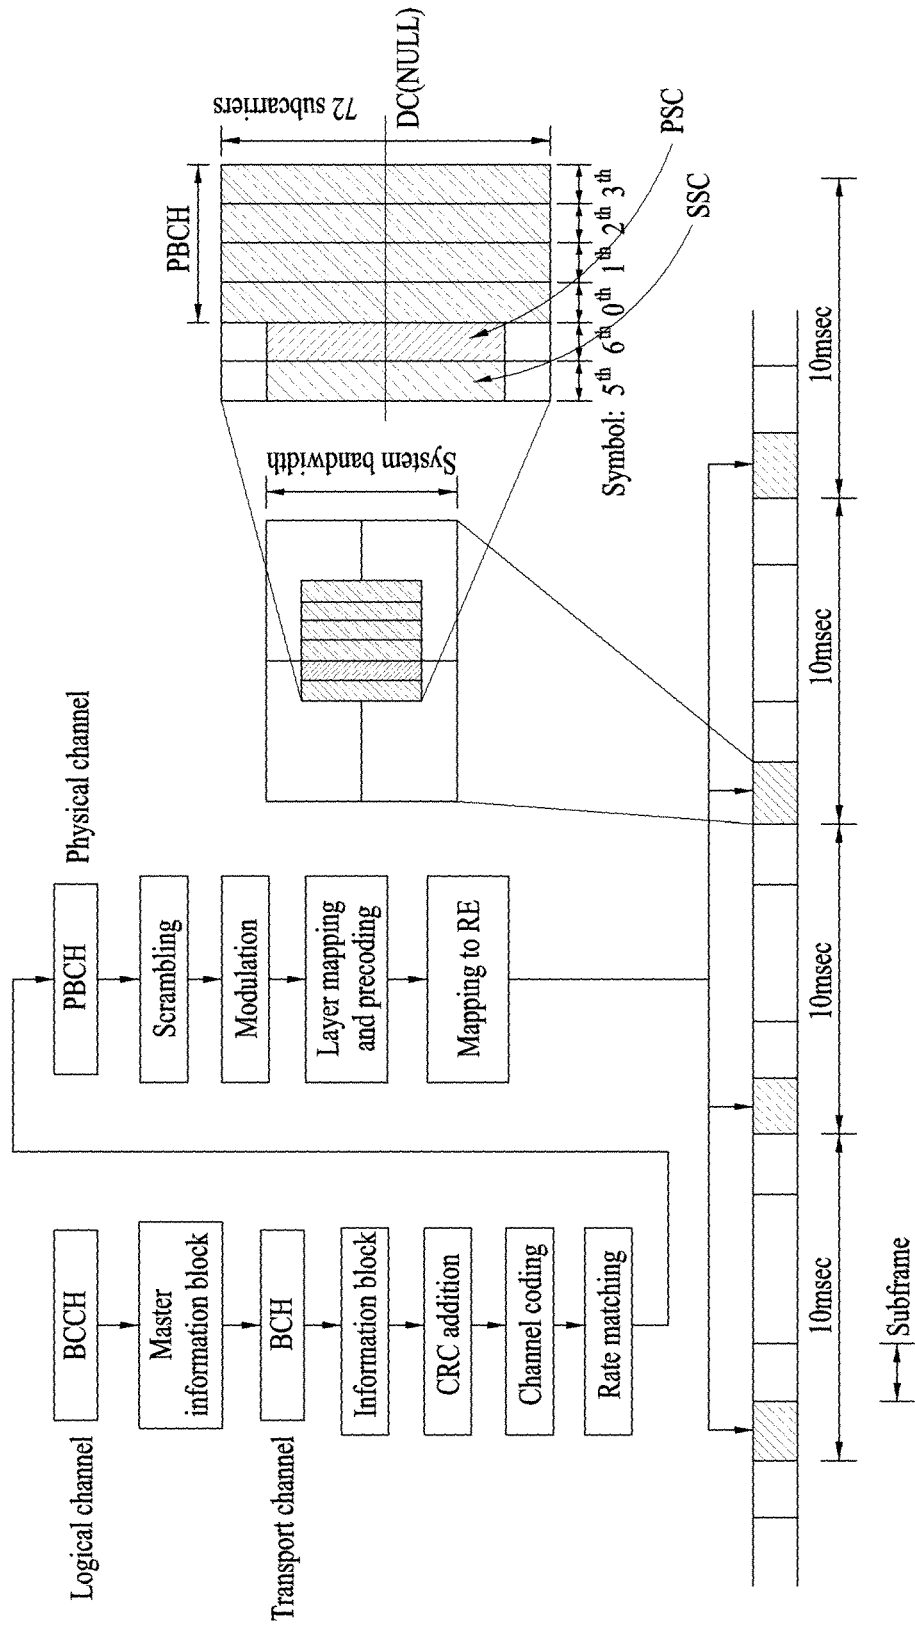 Logical channel
BCCH
Master
information block
Transport channel
BCH
Information block
CRC addition
Channel coding
Rate matching
PBCH
Physical channel
Scrambling
Modulation
Layer mapping
and precoding
Mapping to RE
System bandwidth
PBCH
72 subcarriers
DC(NULL)
Symbol: 5th 6th 0th 1th 2th 3th
PSC
SSC
10msec
10msec
10msec
10msec
Subframe